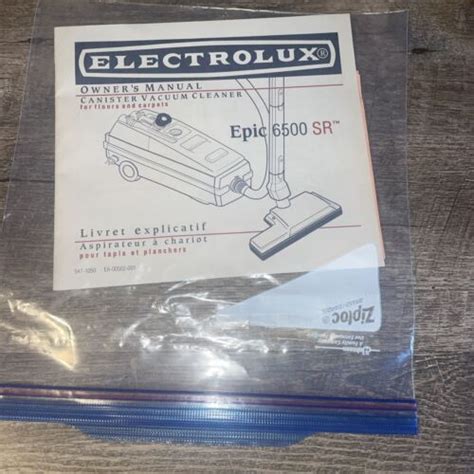 ELECTROLUX®
OWNER'S MANUAL
CANISTER VACUUM CLEANER
for floors and carpets
Epic 6500 SR™
Livret explicatif
Aspirateur à chariot
pour tapis et planchers
Ziploc®